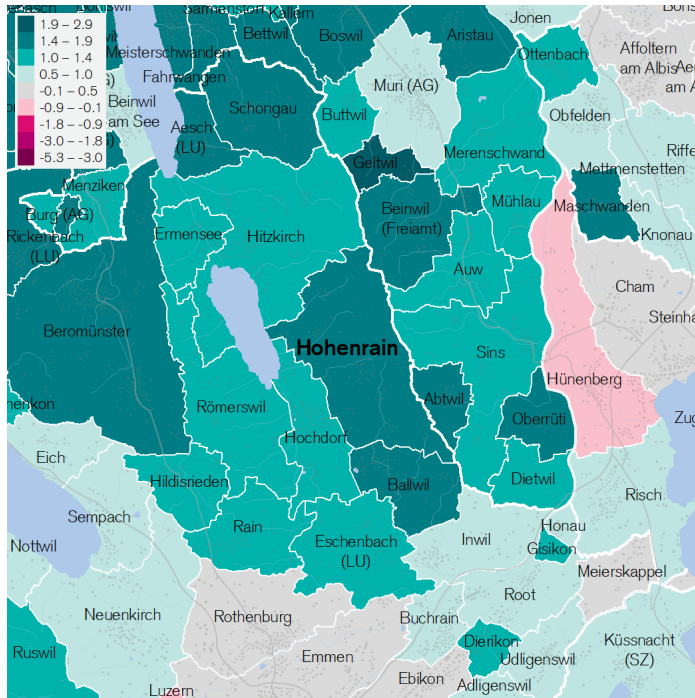 Sarmenstorf
Kallern
Jonen
Bettwil
Boswil
Aristau
1.9 – 2.9
1.4 – 1.9
1.0 – 1.4
0.5 – 1.0
-0.1 – 0.5
-0.9 – -0.1
-1.8 – -0.9
-3.0 – -1.8
-5.3 – -3.0
Meisterschwanden
Ottenbach
Affoltern
am Albis
Fahrwangen
Muri (AG)
Beinwil
am See
Schongau
Buttwil
Obfelden
Aesch
(LU)
Merenschwand
Geltwil
Mettmenstetten
Menziken
Mühlau
Maschwanden
Burg (AG)
Beinwil
(Freiamt)
Ermensee
Hitzkirch
Rickenbach
(LU)
Knonau
Auw
Cham
Beromünster
Hohenrain
Sins
Hünenberg
Abtwil
Römerswil
Oberrüti
Hochdorf
Eich
Hildisrieden
Ballwil
Dietwil
Risch
Sempach
Rain
Honau
Nottwil
Eschenbach
(LU)
Inwil
Gisikon
Meierskappel
Neuenkirch
Rothenburg
Root
Buchrain
Ruswil
Emmen
Dierikon
Udligenswil
Küssnacht
(SZ)
Ebikon
Adligenswil
Luzern